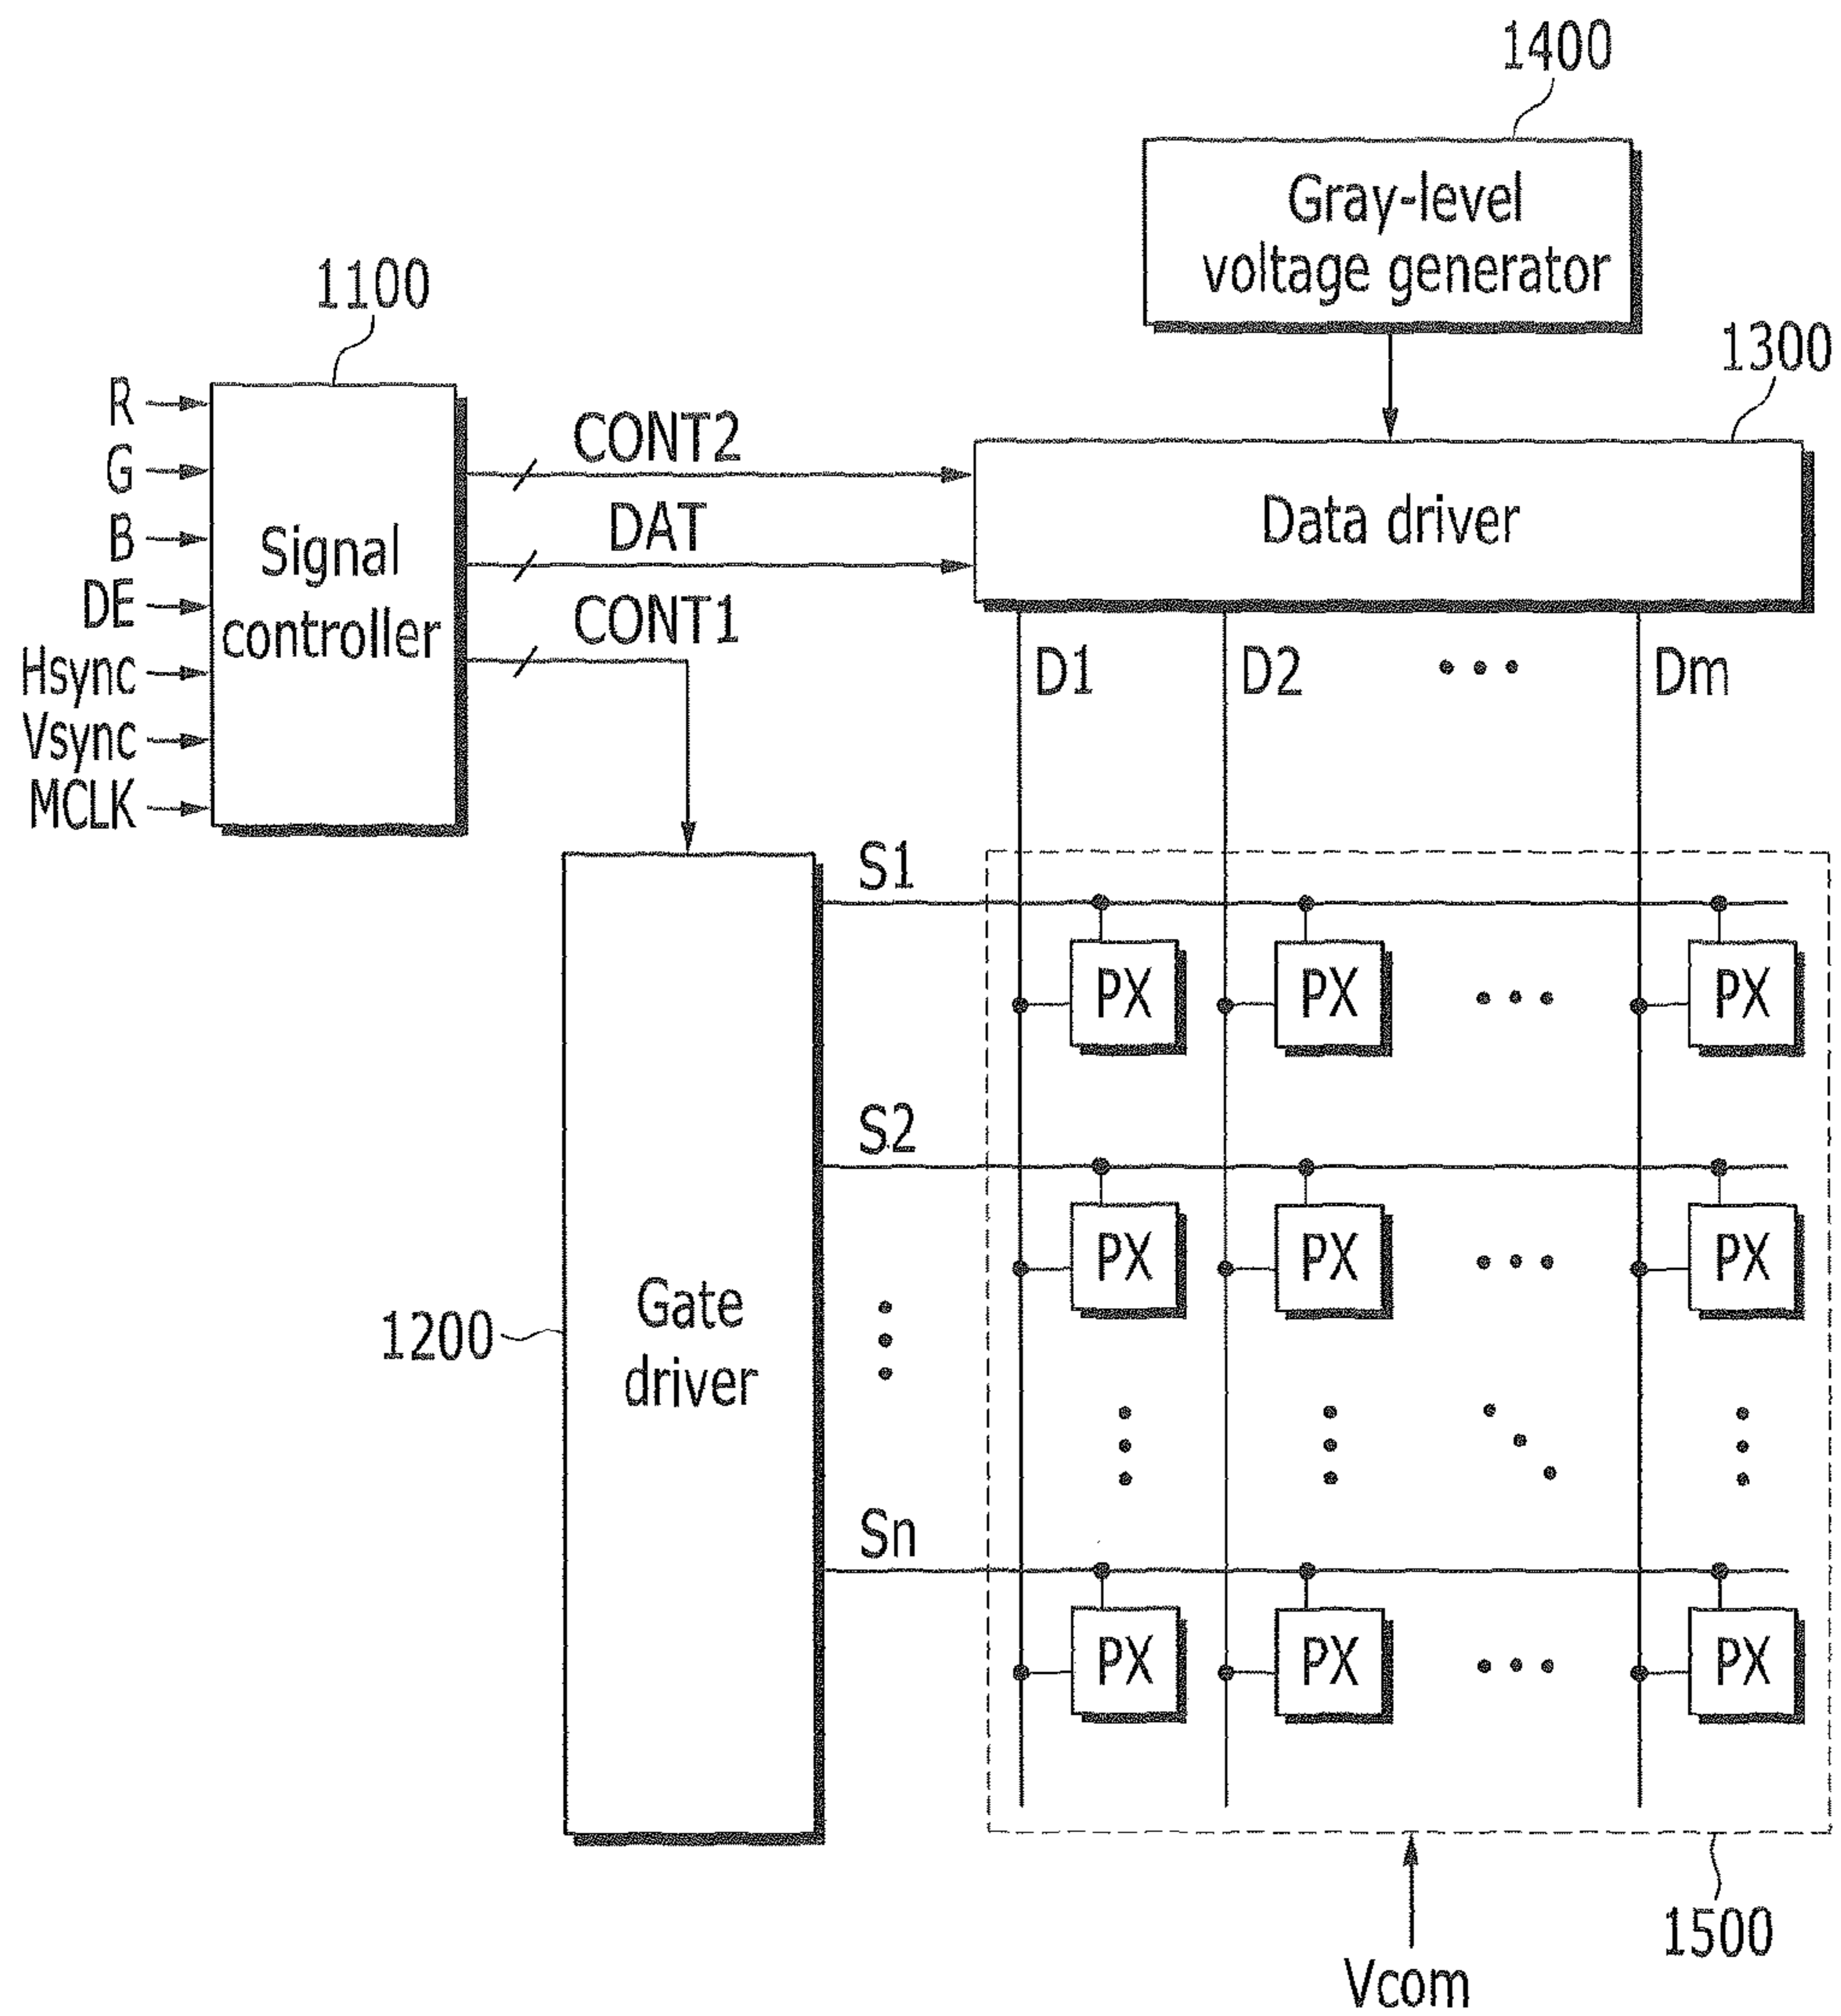 1400
Gray-level
voltage generator
1100
1300
R
G
B
DE
Hsync
Vsync
MCLK
Signal
controller
CONT2
DAT
CONT1
Data driver
D1 D2 Dm
S1
PX PX PX
S2
PX PX PX
1200
Gate
driver
Sn
PX PX PX
1500
Vcom